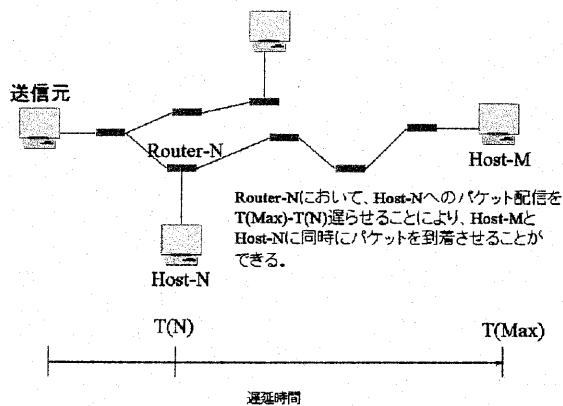 送信元
Router-N
Host-M
Router-Nにおいて、Host-Nへのパケット配信を
T(Max)-T(N)遅らせることにより、Host-Mと
Host-Nに同時にパケットを到着させることが
できる。
Host-N
T(N)
T(Max)
遅延時間